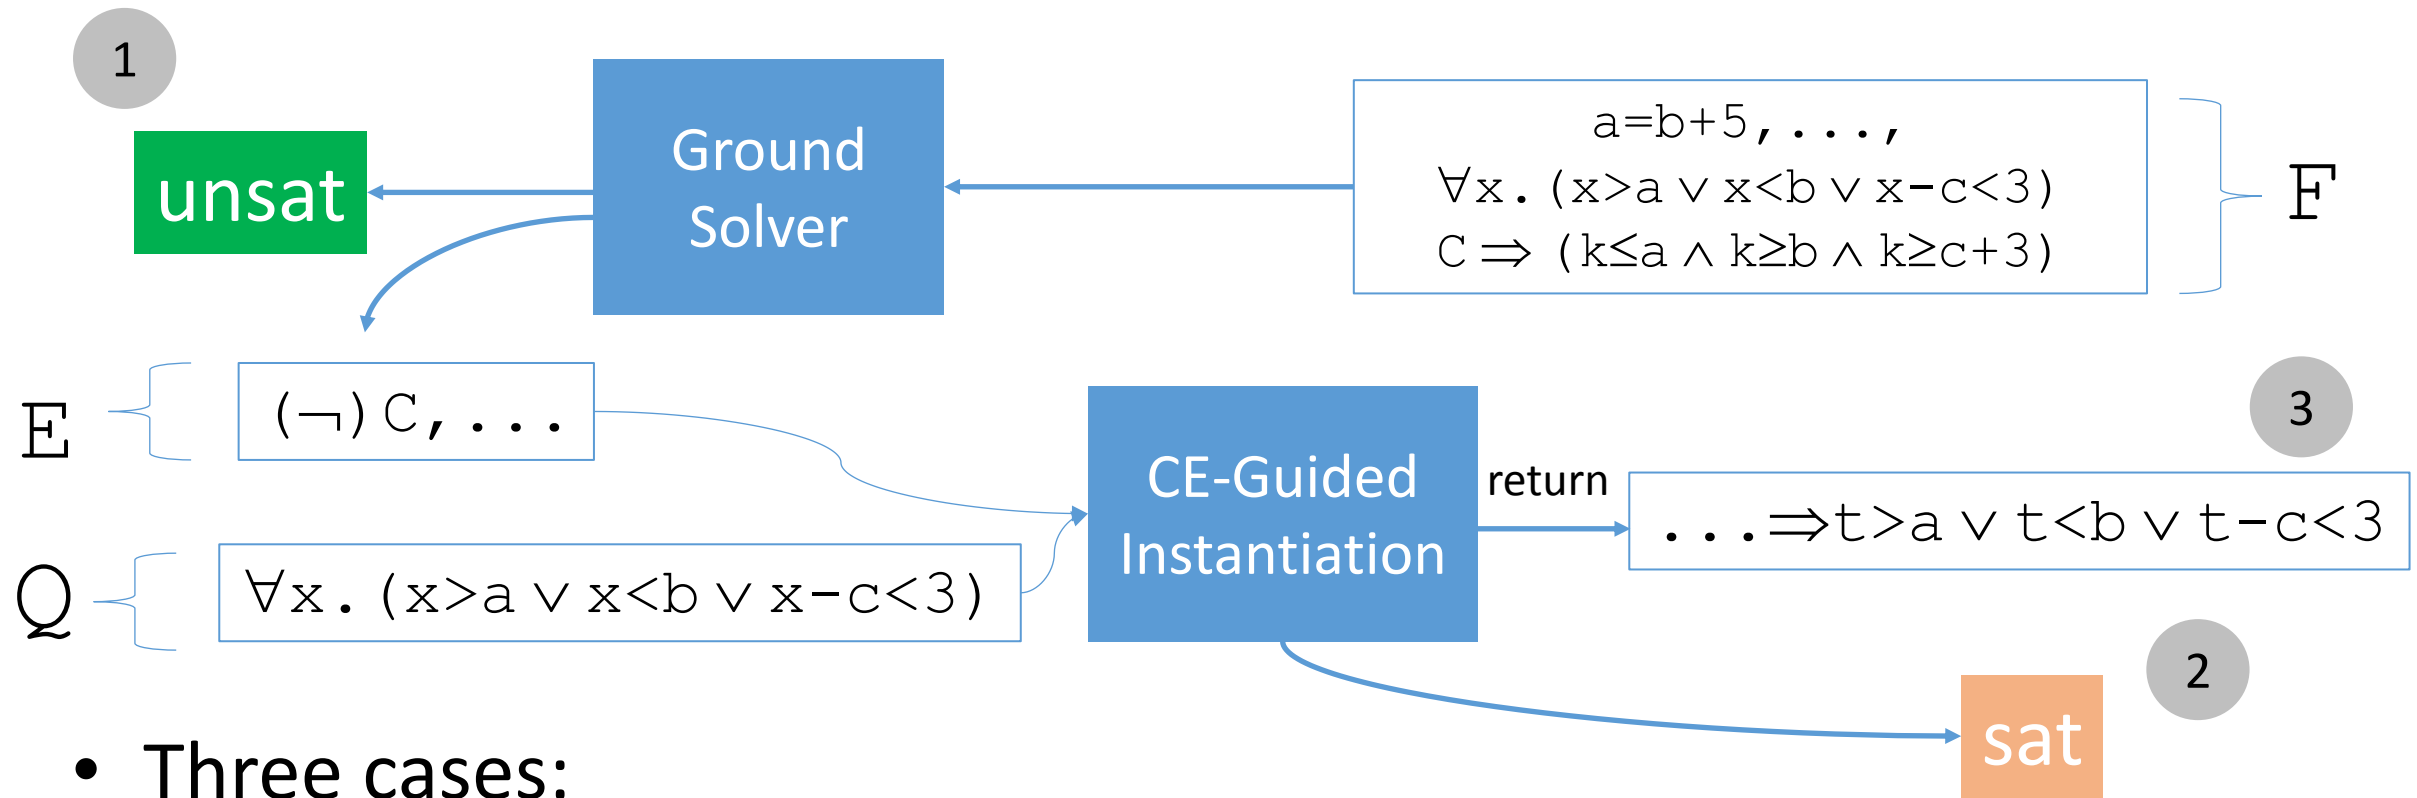 1
unsat
Ground
Solver
a=b+5,...,
∀x.(x>a ∨ x<b ∨ x-c<3)
C ⇒ (k≤a ∧ k≥b ∧ k≥c+3)
F
E
(¬)C,...
Q
∀x.(x>a ∨ x<b ∨ x-c<3)
CE-Guided
Instantiation
return
3
...⇒t>a ∨ t<b ∨ t-c<3
2
sat
• Three cases: